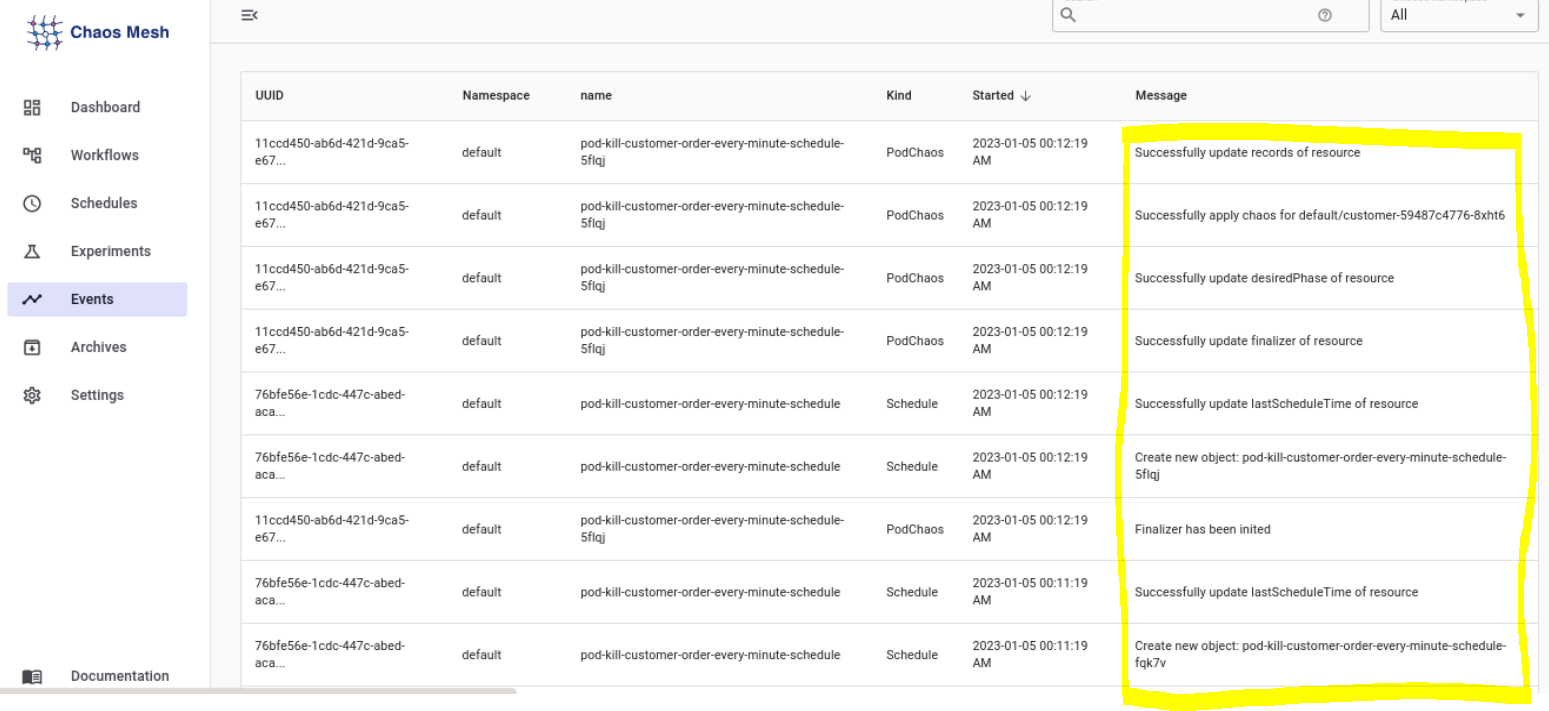 Chaos Mesh
All
Dashboard
Workflows
Schedules
Experiments
Events
Archives
Settings
Documentation
UUID Namespace name Kind Started Message
11ccd450-ab6d-421d-9ca5- pod-kill-customer-order-every-minute-schedule- 2023-01-05 00:12:19
e67... default 5flqj PodChaos AM Successfully update records of resource
11ccd450-ab6d-421d-9ca5- pod-kill-customer-order-every-minute-schedule- 2023-01-05 00:12:19
e67... default 5flqj PodChaos AM Successfully apply chaos for default/customer-59487c4776-8xht6
11ccd450-ab6d-421d-9ca5- pod-kill-customer-order-every-minute-schedule- 2023-01-05 00:12:19
e67... default 5flqj PodChaos AM Successfully update desiredPhase of resource
11ccd450-ab6d-421d-9ca5- pod-kill-customer-order-every-minute-schedule- 2023-01-05 00:12:19
e67... default 5flqj PodChaos AM Successfully update finalizer of resource
76bfe56e-1cdc-447c-abed- 2023-01-05 00:12:19
aca... default pod-kill-customer-order-every-minute-schedule Schedule AM Successfully update lastScheduleTime of resource
76bfe56e-1cdc-447c-abed- 2023-01-05 00:12:19 Create new object: pod-kill-customer-order-every-minute-schedule-
aca... default pod-kill-customer-order-every-minute-schedule Schedule AM 5flqj
11ccd450-ab6d-421d-9ca5- pod-kill-customer-order-every-minute-schedule- 2023-01-05 00:12:19
e67... default 5flqj PodChaos AM Finalizer has been inited
76bfe56e-1cdc-447c-abed- 2023-01-05 00:11:19
aca... default pod-kill-customer-order-every-minute-schedule Schedule AM Successfully update lastScheduleTime of resource
76bfe56e-1cdc-447c-abed- 2023-01-05 00:11:19 Create new object: pod-kill-customer-order-every-minute-schedule-
aca... default pod-kill-customer-order-every-minute-schedule Schedule AM fqk7v